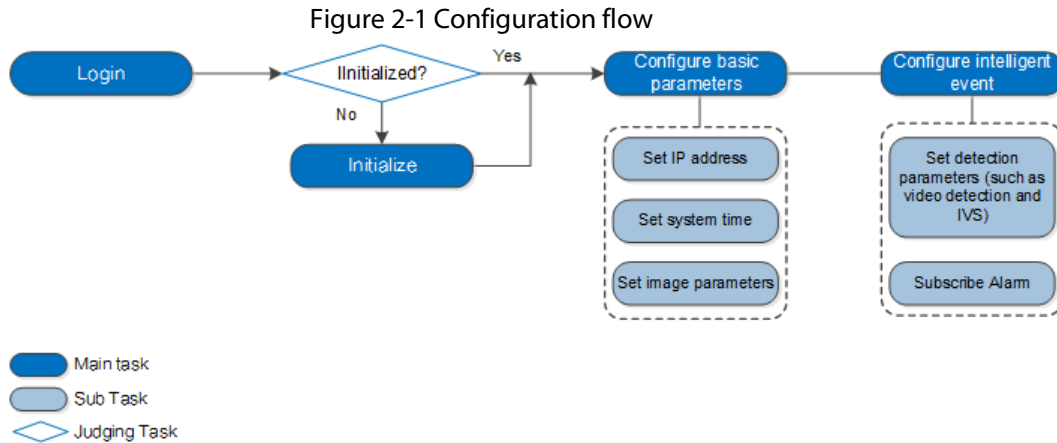 Figure 2-1 Configuration flow
Login
IInitialized?
Yes
No
Initialize
Configure basic
parameters
Set IP address
Set system time
Set image parameters
Configure intelligent
event
Set detection
parameters (such as
video detection and
IVS)
Subscribe Alarm
Main task
Sub Task
Judging Task